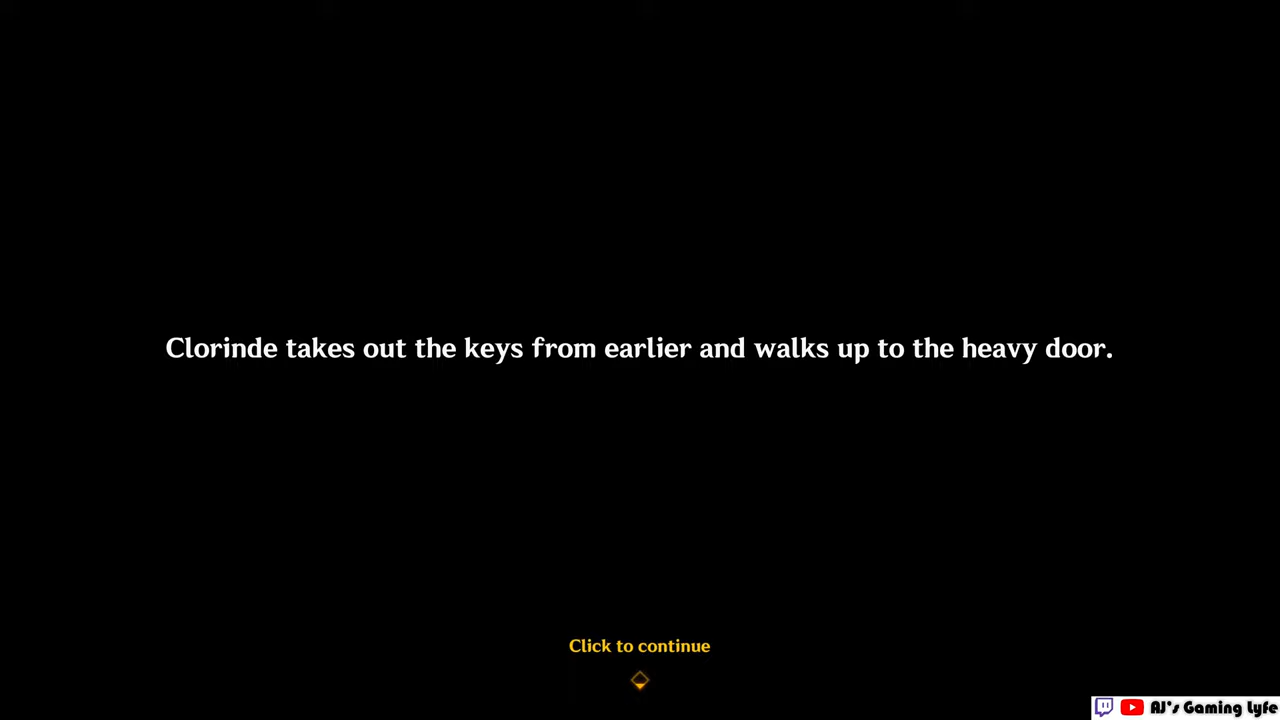 Clorinde takes out the keys from earlier and walks up to the heavy door.
Click to continue
AJ's Gaming Lyfe